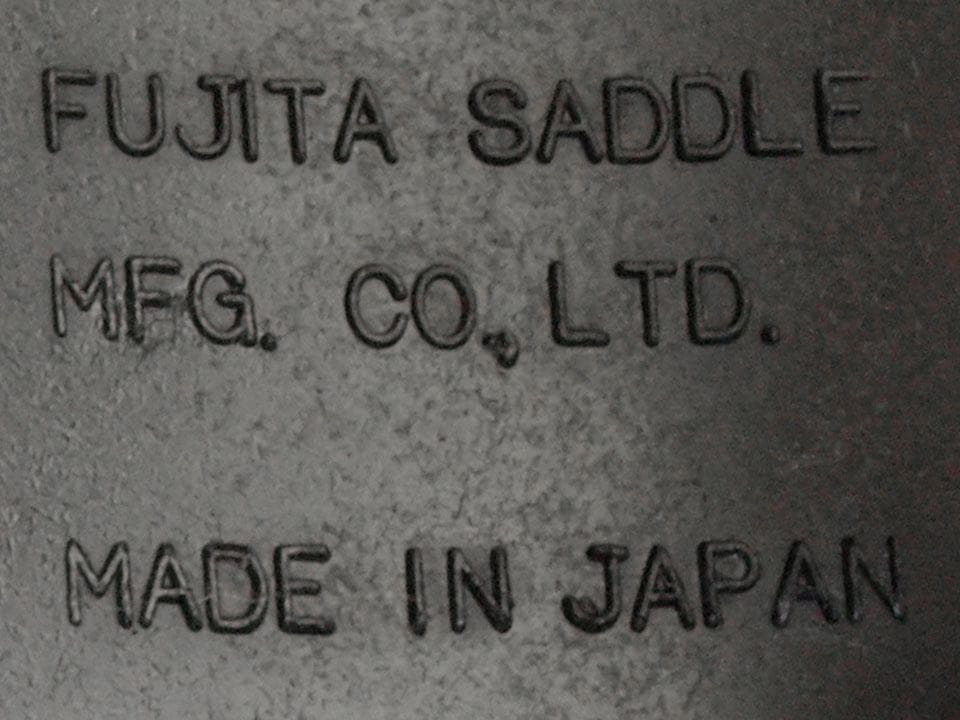 FUJITA SADDLE
MFG. CO., LTD.
MADE IN JAPAN